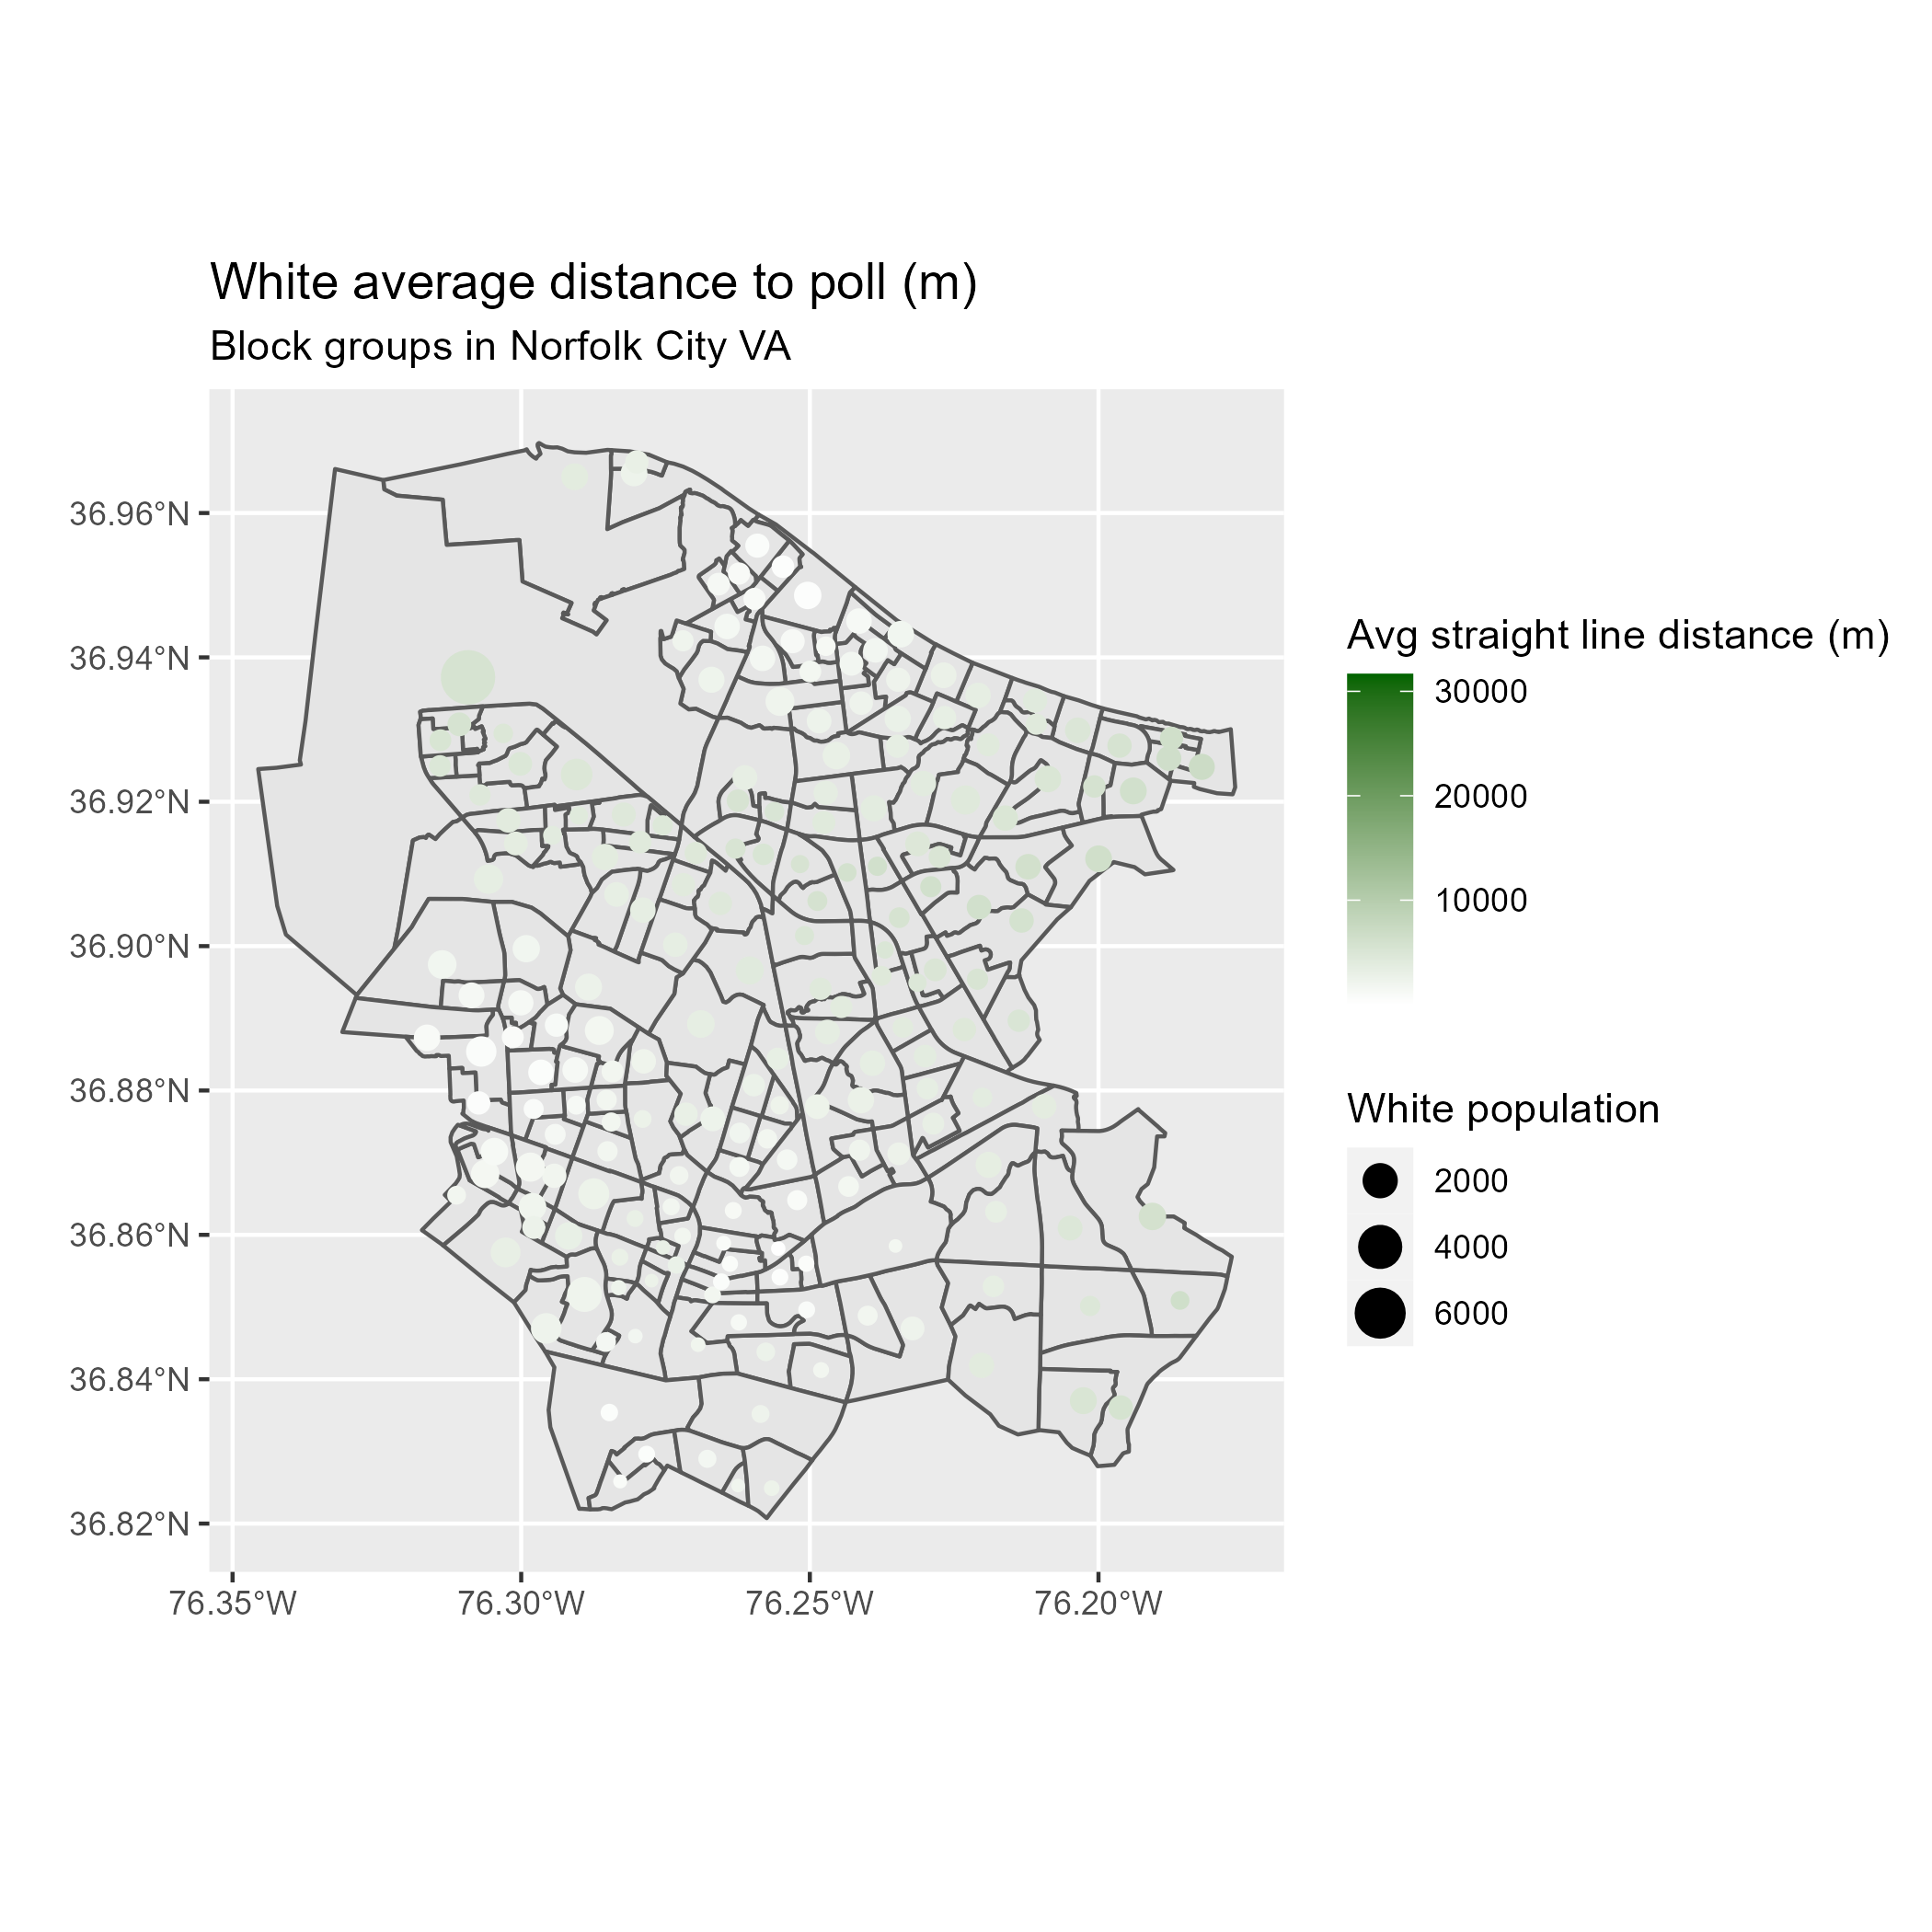 White average distance to poll (m)
Block groups in Norfolk City VA
36.96°N
36.94°N
36.92°N
36.90°N
36.88°N
36.86°N
36.84°N
36.82°N
76.35°W
76.30°W
76.25°W
76.20°W
Avg straight line distance (m)
30000
20000
10000
White population
2000
4000
6000